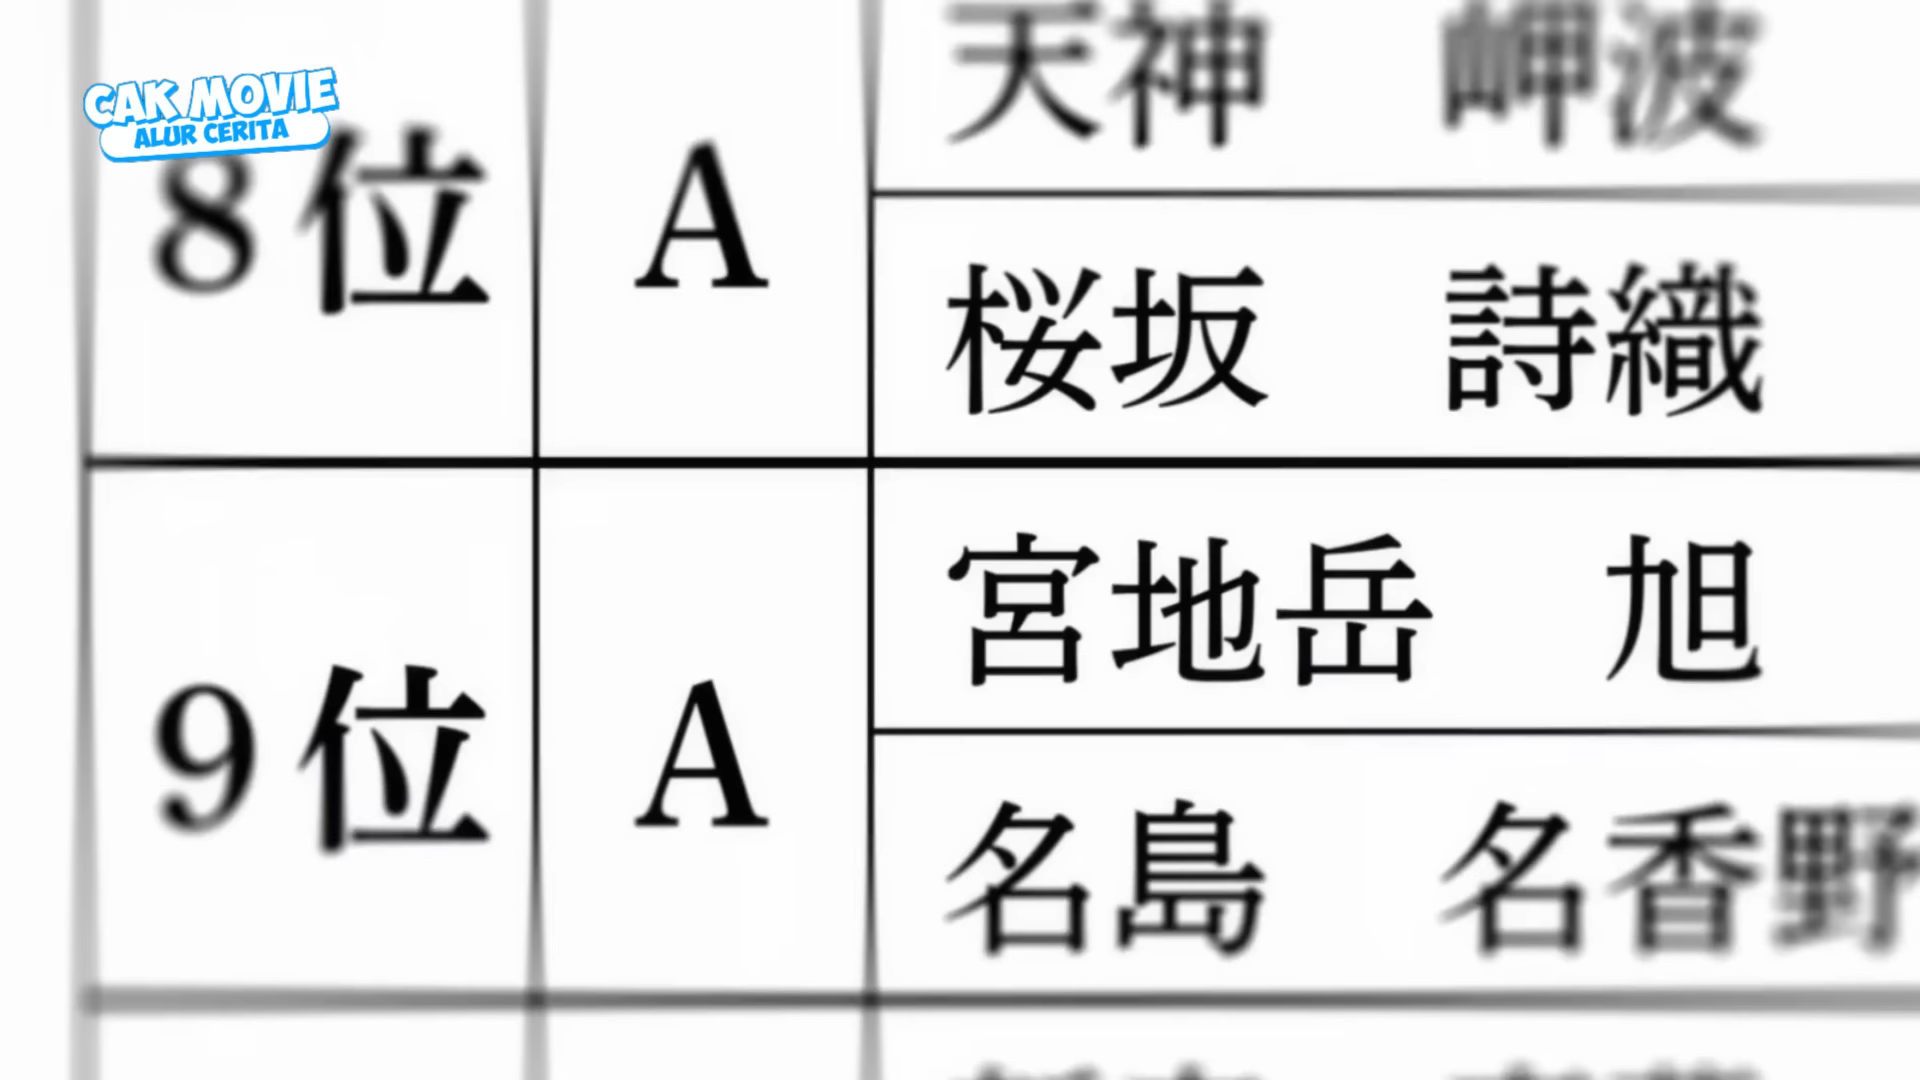 CAK MOVIE
ALUR CERITA
天神 岬波
8位 A
桜坂 詩織
宮地岳 旭
9位 A
名島 名香野